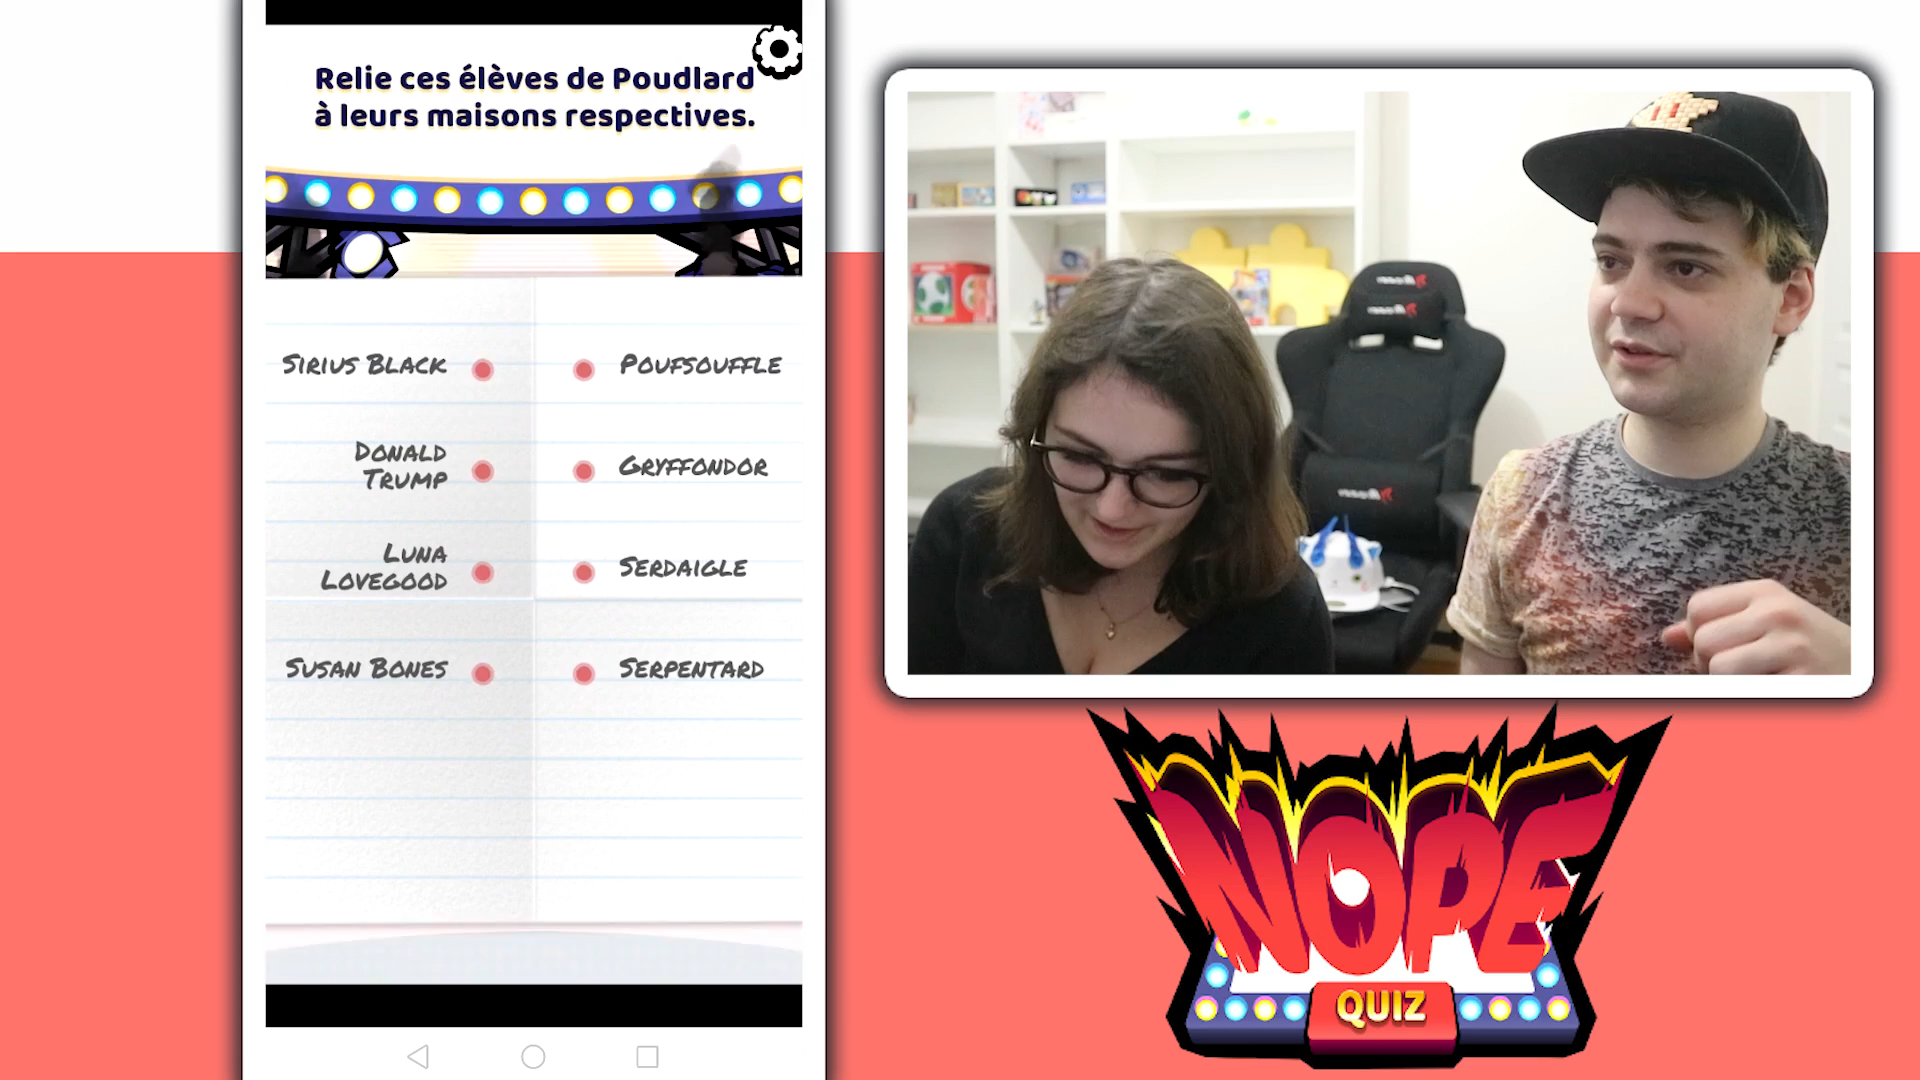 Relie ces élèves de Poudlard
à leurs maisons respectives.
SIRIUS BLACK
POUFSOUFFLE
DONALD
TRUMP
GRYFFONDOR
LUNA
LOVEGOOD
SERDAIGLE
SUSAN BONES
SERPENTARD
NOPE
QUIZ